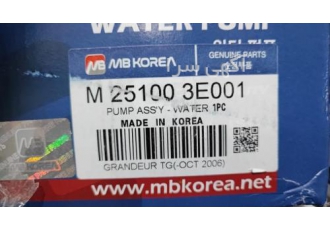 WATER PUMP
MB KOREA
GENUINE PARTS
M 25100 3E001
PUMP ASS'Y - WATER 1PC
MADE IN KOREA
GRANDEUR TG(-OCT 2006)
www.mbkorea.net